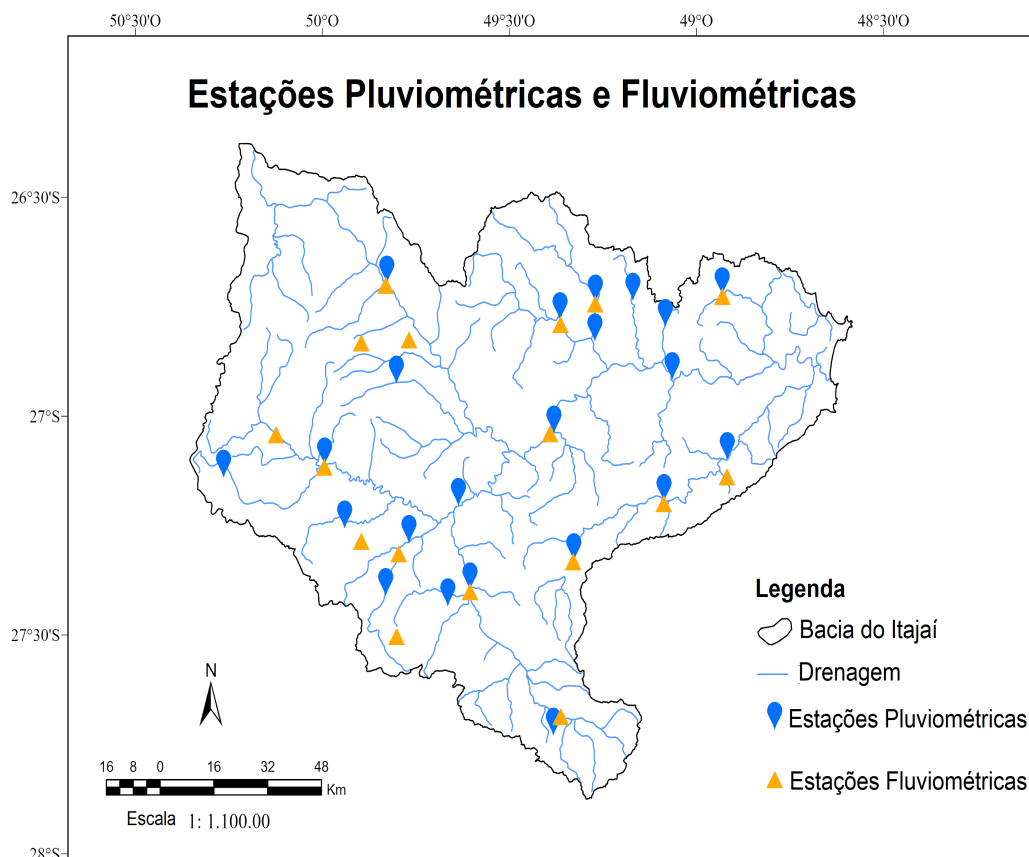 50°30'O 50°O 49°30'O 49°O 48°30'O
Estações Pluviométricas e Fluviométricas
26°30'S
27°S
27°30'S
28°S
Legenda
Bacia do Itajaí
Drenagem
Estações Pluviométricas
Estações Fluviométricas
N
16 8 0 16 32 48
Km
Escala 1: 1.100.00